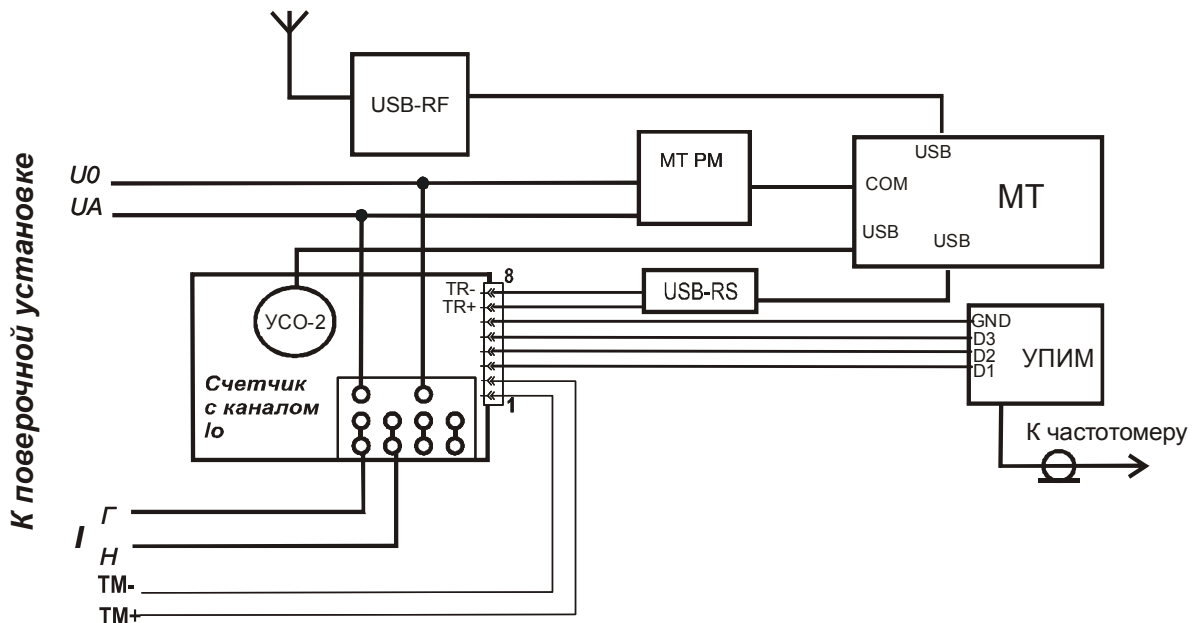 USB-RF
К поверочной установке
U0
UA
МТ РМ
USB
COM
МТ
USB
USB
8
TR-
TR+
USB-RS
УСО-2
GND
D3
D2
D1
УПИМ
Счетчик
с каналом
Io
1
К частотомеру
I
Г
Н
ТМ-
ТМ+